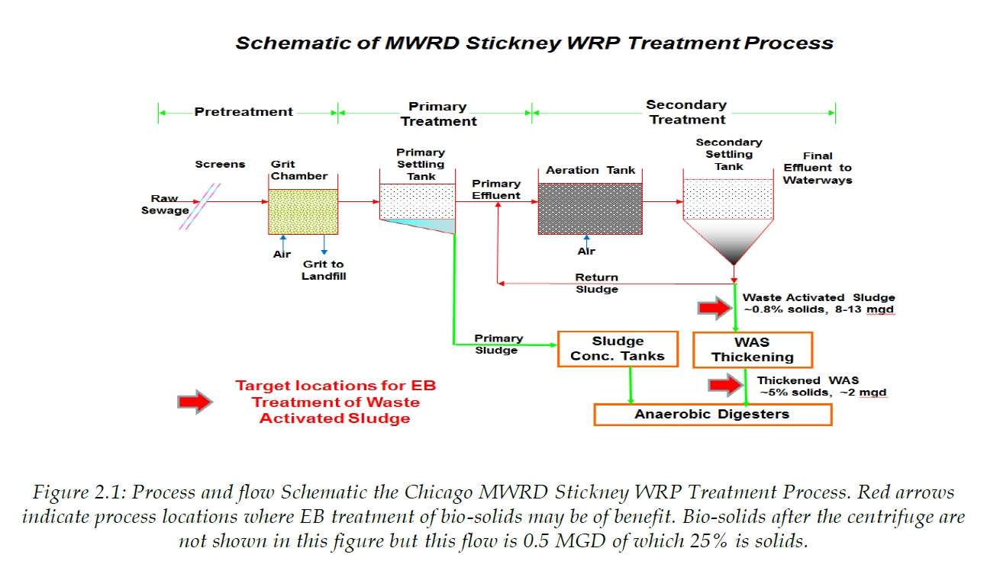 Schematic of MWRD Stickney WRP Treatment Process
Pretreatment
Primary
Treatment
Secondary
Treatment
Screens
Grit
Chamber
Primary
Settling
Tank
Primary
Effluent
Aeration Tank
Secondary
Settling
Tank
Final
Effluent to
Waterways
Raw
Sewage
Air
Grit to
Landfill
Air
Return
Sludge
Waste Activated Sludge
~0.8% solids, 8-13 mgd
Primary
Sludge
Sludge
Conc. Tanks
WAS
Thickening
Thickened WAS
~5% solids, ~2 mgd
Anaerobic Digesters
Target locations for EB
Treatment of Waste
Activated Sludge
Figure 2.1: Process and flow Schematic the Chicago MWRD Stickney WRP Treatment Process. Red arrows
indicate process locations where EB treatment of bio-solids may be of benefit. Bio-solids after the centrifuge are
not shown in this figure but this flow is 0.5 MGD of which 25% is solids.